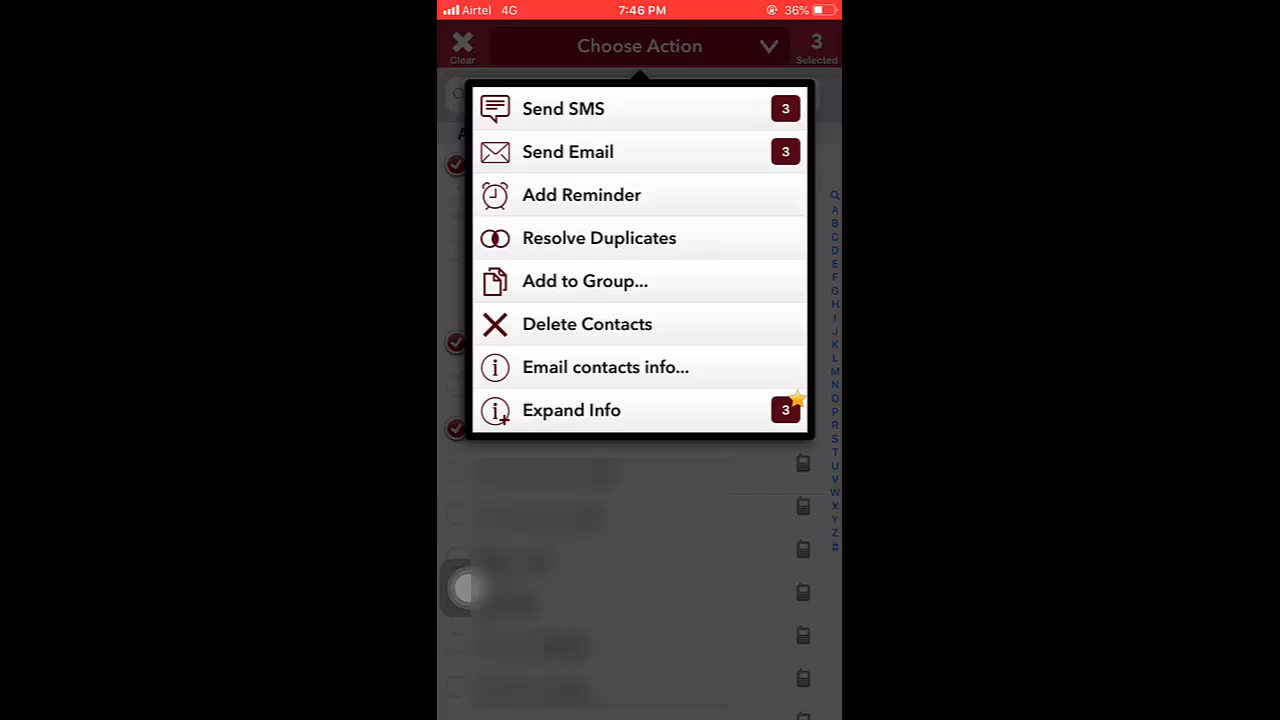 Airtel 4G 7:46 PM 36%
Clear
Choose Action
3
Selected
Send SMS 3
Send Email 3
Add Reminder
Resolve Duplicates
Add to Group...
Delete Contacts
Email contacts info...
Expand Info 3
A
B
C
D
E
F
G
H
I
J
K
L
M
N
O
P
R
S
T
U
V
W
X
Y
Z
#